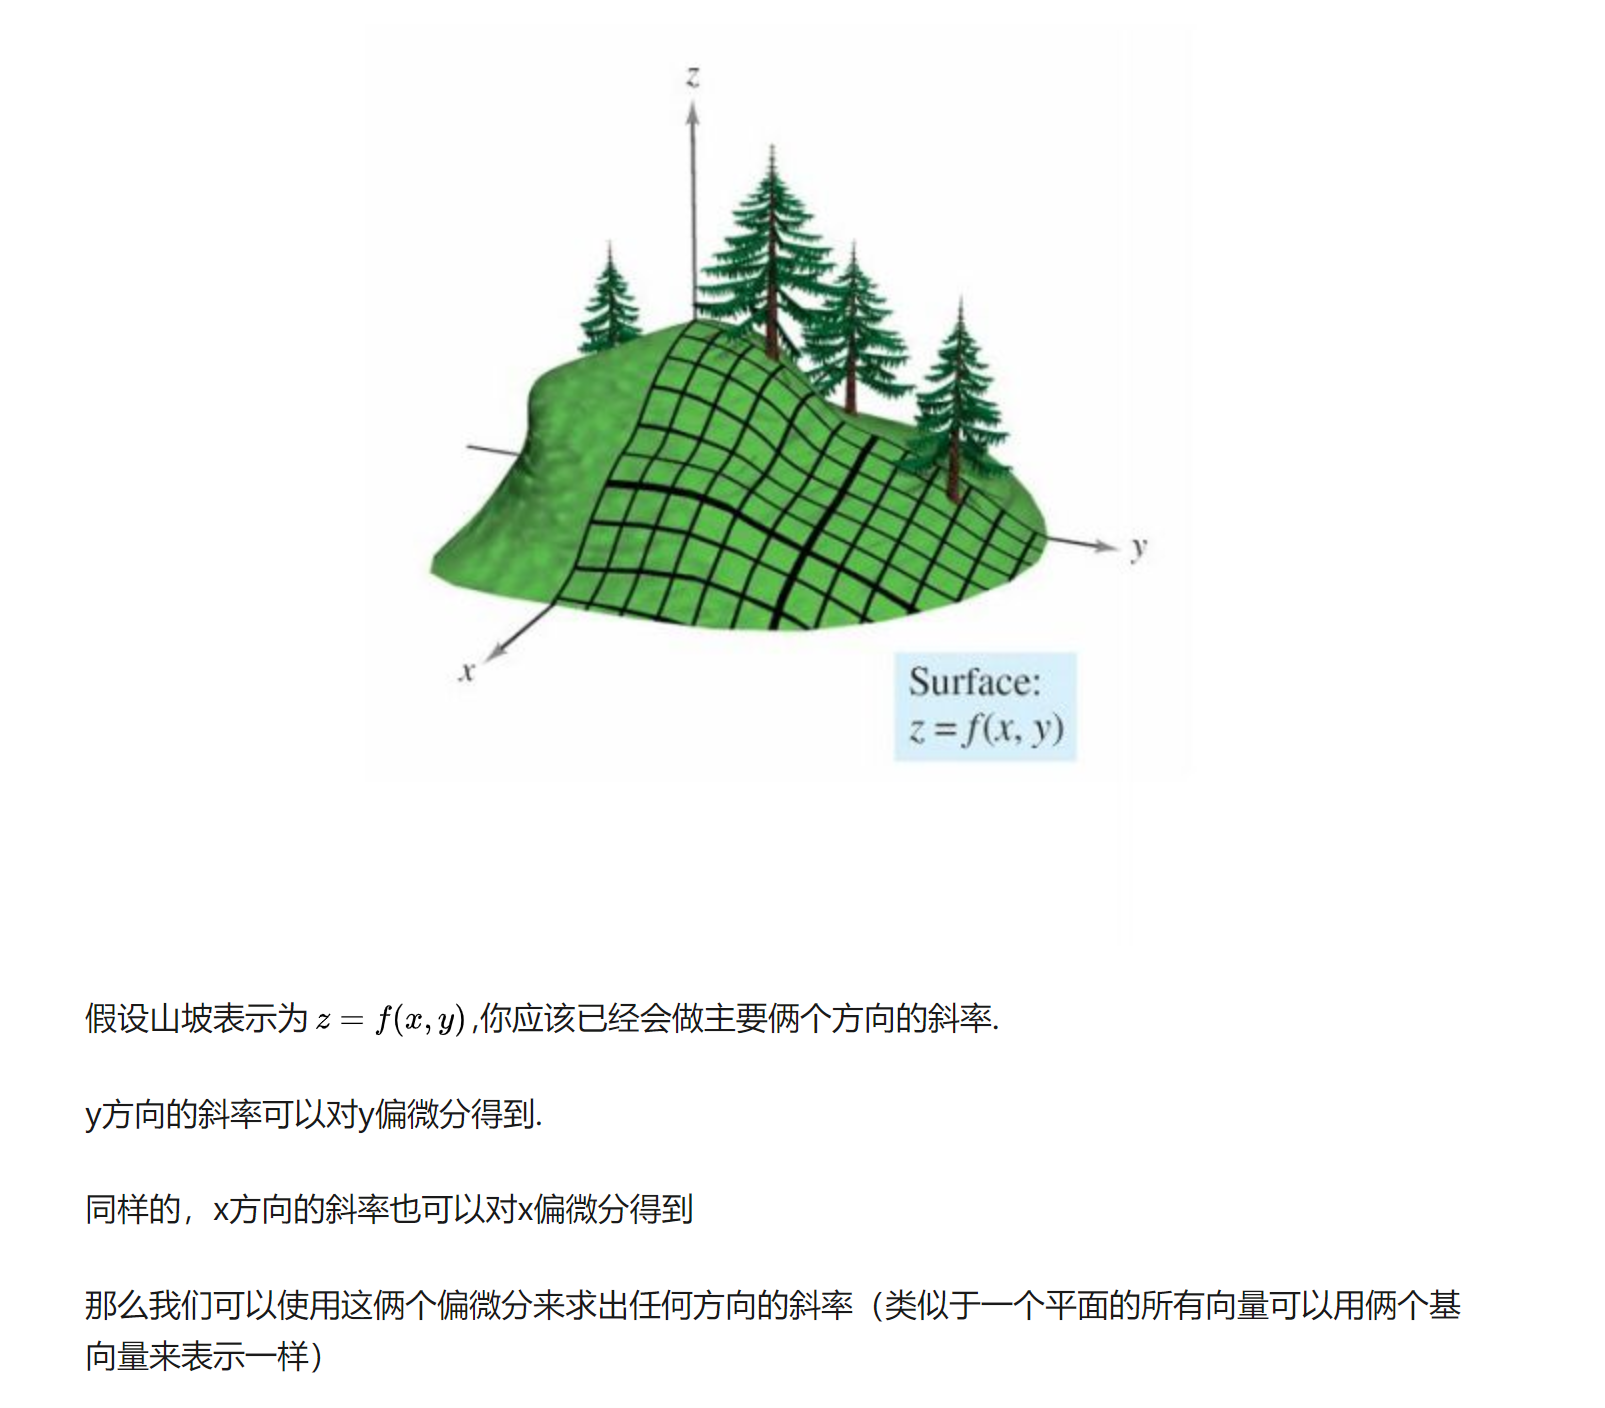 z
y
x
Surface:
z = f(x, y)
假设山坡表示为 z = f(x, y) ,你应该已经会做主要俩个方向的斜率.
y方向的斜率可以对y偏微分得到.
同样的，x方向的斜率也可以对x偏微分得到
那么我们可以使用这俩个偏微分来求出任何方向的斜率（类似于一个平面的所有向量可以用俩个基
向量来表示一样）